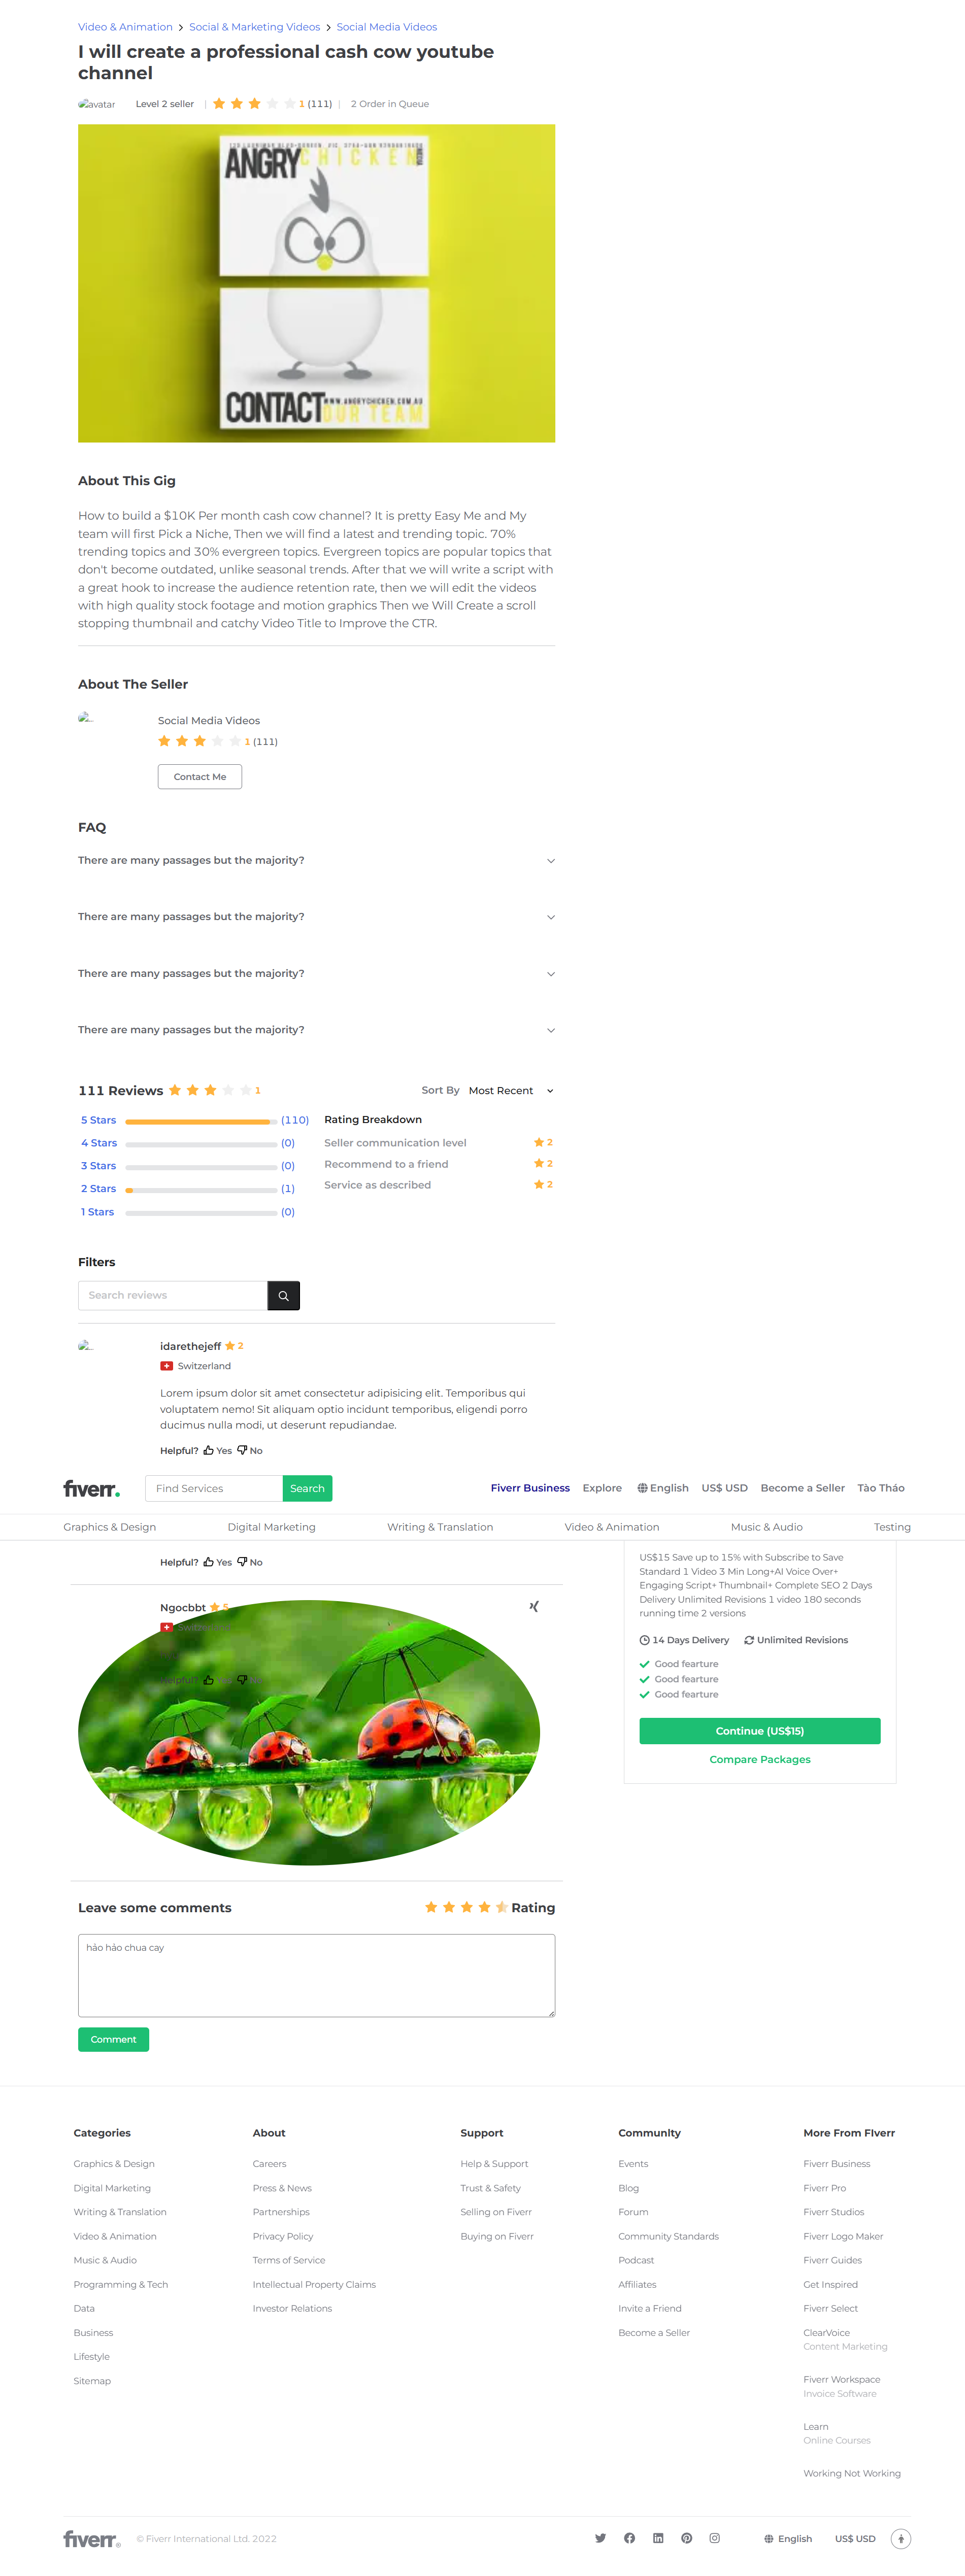 Video & Animation
Social & Marketing Videos
Social Media Videos
I will create a professional cash cow youtube
channel
avatar
Level 2 seller
| 1 (111) | 2 Order in Queue
ANGRY
CHICKEN
CONTACT
WWW.ANGRYCHICKEN.COM.AU
OUR TEAM
About This Gig
How to build a $10K Per month cash cow channel? It is pretty Easy Me and My
team will first Pick a Niche, Then we will find a latest and trending topic. 70%
trending topics and 30% evergreen topics. Evergreen topics are popular topics that
don't become outdated, unlike seasonal trends. After that we will write a script with
a great hook to increase the audience retention rate, then we will edit the videos
with high quality stock footage and motion graphics Then we Will Create a scroll
stopping thumbnail and catchy Video Title to Improve the CTR.
About The Seller
Social Media Videos
1 (111)
Contact Me
FAQ
There are many passages but the majority?
There are many passages but the majority?
There are many passages but the majority?
There are many passages but the majority?
111 Reviews 1
Sort By Most Recent
5 Stars (110)
4 Stars (0)
3 Stars (0)
2 Stars (1)
1 Stars (0)
Rating Breakdown
Seller communication level 2
Recommend to a friend 2
Service as described 2
Filters
Search reviews
idarethejeff 2
Switzerland
Lorem ipsum dolor sit amet consectetur adipisicing elit. Temporibus qui
voluptatem nemo! Sit aliquam optio incidunt temporibus, eligendi porro
ducimus nulla modi, ut deserunt repudiandae.
Helpful? Yes No
fiverr.
Find Services
Search
Fiverr Business
Explore
English
US$ USD
Become a Seller
Tào Tháo
Graphics & Design
Digital Marketing
Writing & Translation
Video & Animation
Music & Audio
Testing
Helpful? Yes No
Ngocbbt 5
Switzerland
Helpful?
US$15 Save up to 15% with Subscribe to Save
Standard 1 Video 3 Min Long+AI Voice Over+
Engaging Script+ Thumbnail+ Complete SEO 2 Days
Delivery Unlimited Revisions 1 video 180 seconds
running time 2 versions
14 Days Delivery
Unlimited Revisions
Good fearture
Good fearture
Good fearture
Continue (US$15)
Compare Packages
Leave some comments
Rating
hảo hảo chua cay
Comment
Categories
Graphics & Design
Digital Marketing
Writing & Translation
Video & Animation
Music & Audio
Programming & Tech
Data
Business
Lifestyle
Sitemap
About
Careers
Press & News
Partnerships
Privacy Policy
Terms of Service
Intellectual Property Claims
Investor Relations
Support
Help & Support
Trust & Safety
Selling on Fiverr
Buying on Fiverr
CommunIty
Events
Blog
Forum
Community Standards
Podcast
Affiliates
Invite a Friend
Become a Seller
More From FIverr
Fiverr Business
Fiverr Pro
Fiverr Studios
Fiverr Logo Maker
Fiverr Guides
Get Inspired
Fiverr Select
ClearVoice
Content Marketing
Fiverr Workspace
Invoice Software
Learn
Online Courses
Working Not Working
fiverr®
© Fiverr International Ltd. 2022
English
US$ USD